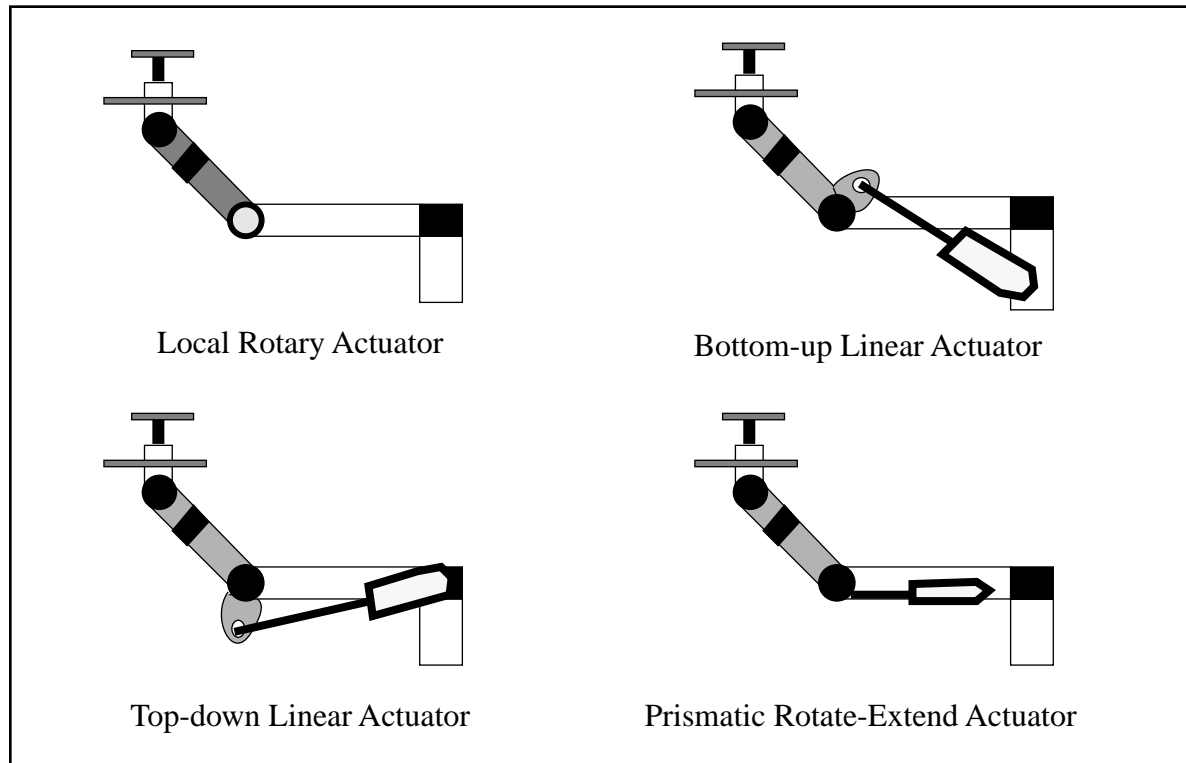 Local Rotary Actuator
Bottom-up Linear Actuator
Top-down Linear Actuator
Prismatic Rotate-Extend Actuator